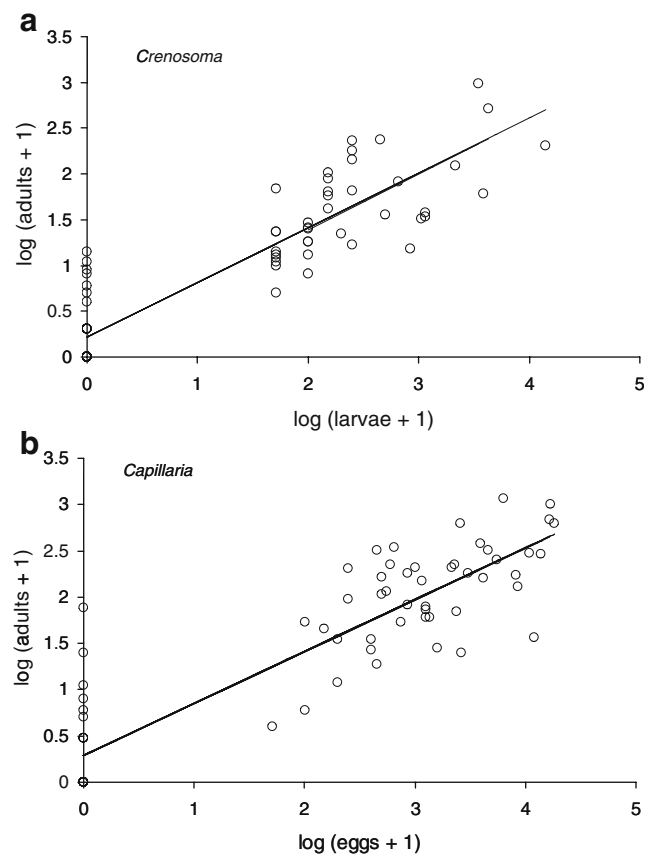 a
Crenosoma
log (adults + 1)
3.5
3
2.5
2
1.5
1
0.5
0
0 1 2 3 4 5
log (larvae + 1)
b
Capillaria
log (adults + 1)
3.5
3
2.5
2
1.5
1
0.5
0
0 1 2 3 4 5
log (eggs + 1)